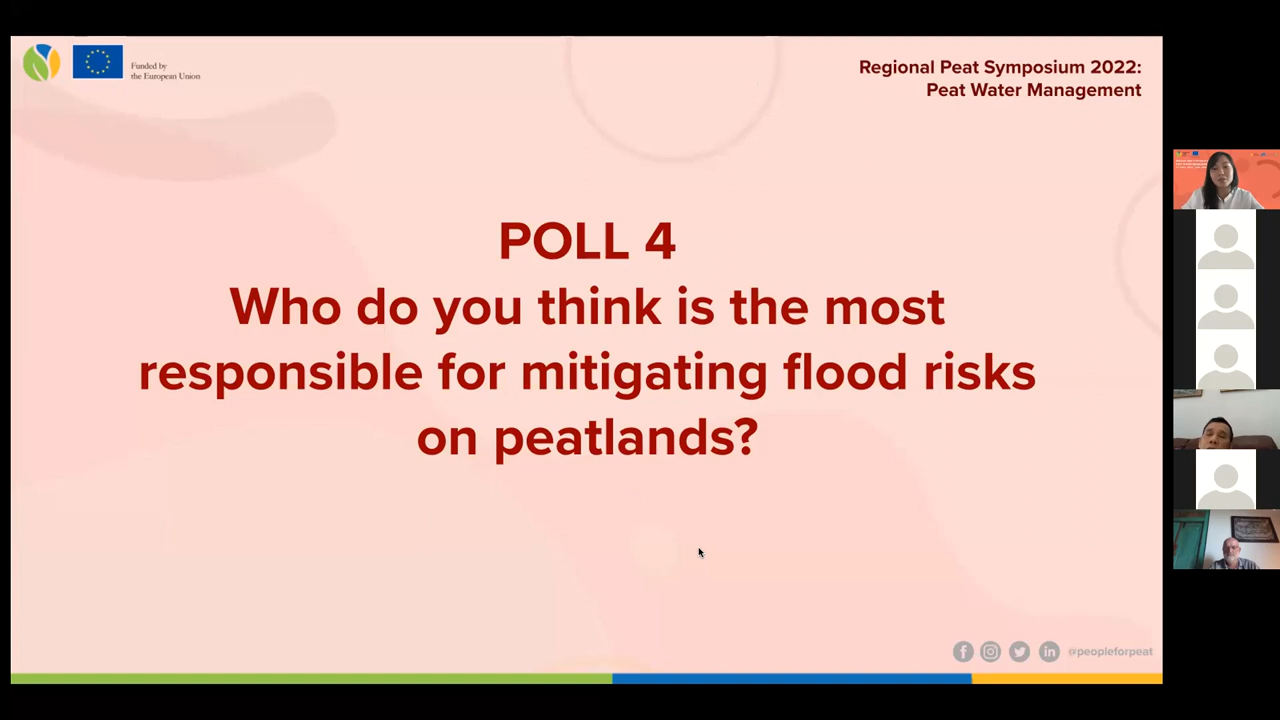 Funded by
the European Union
Regional Peat Symposium 2022:
Peat Water Management
POLL 4
Who do you think is the most
responsible for mitigating flood risks
on peatlands?
@peopleforpeat